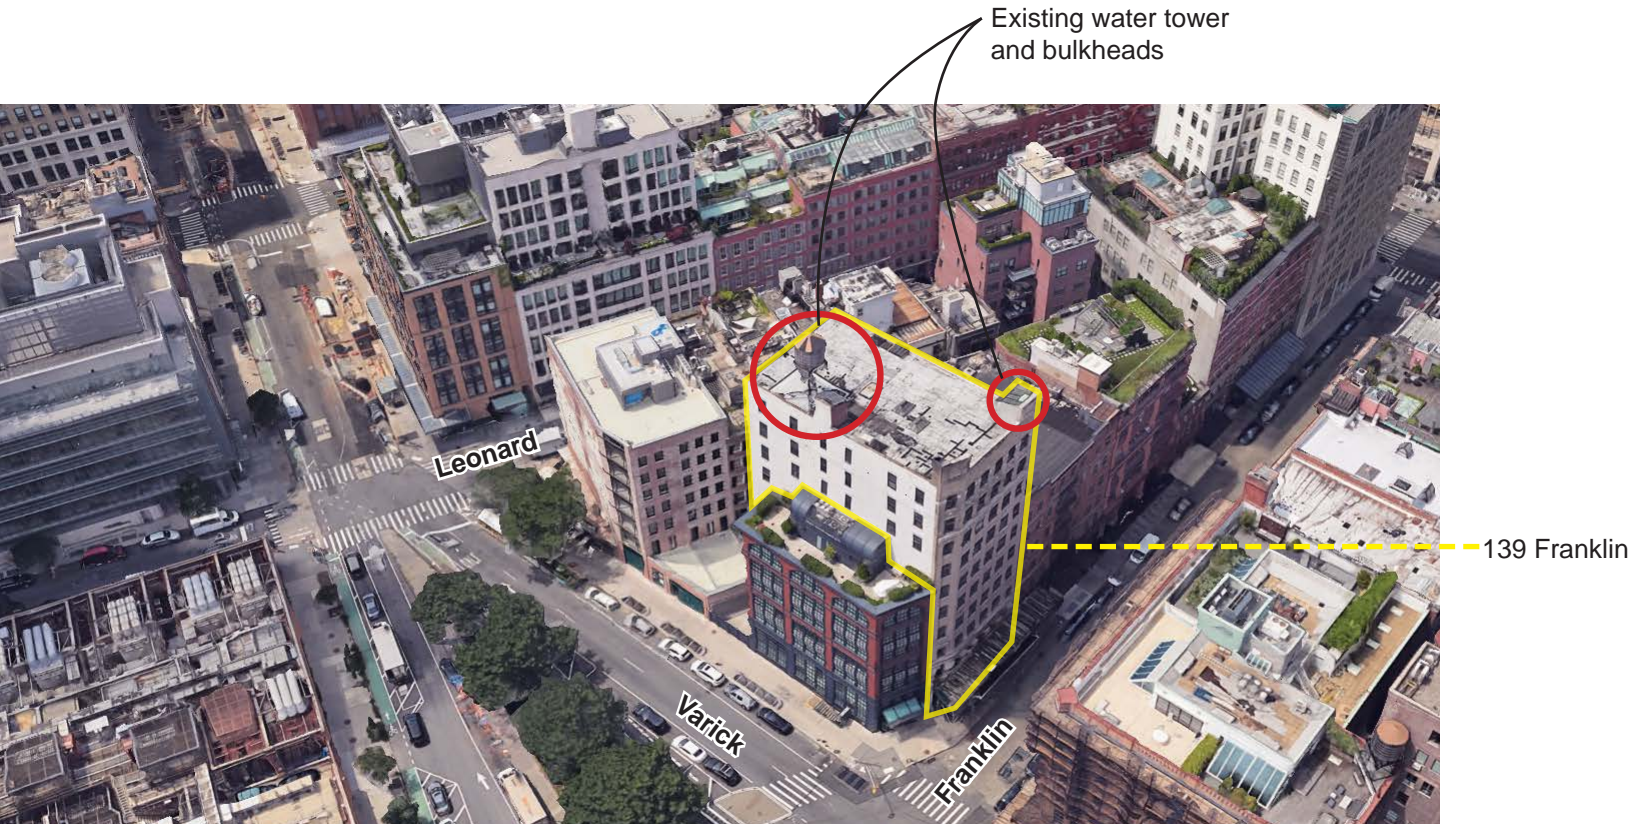 Existing water tower
and bulkheads
Leonard
139 Franklin
Varick
Franklin